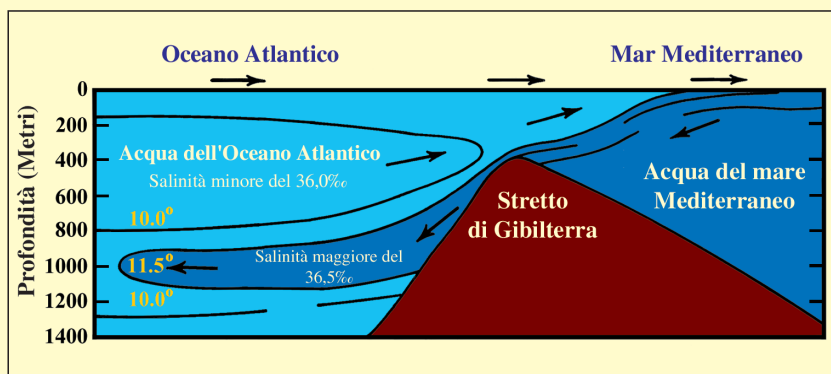 Oceano Atlantico
Mar Mediterraneo
Profondità (Metri)
0
200
400
600
800
1000
1200
1400
Acqua dell'Oceano Atlantico
Salinità minore del 36,0‰
10.0°
11.5°
10.0°
Salinità maggiore del
36,5‰
Stretto
di Gibilterra
Acqua del mare
Mediterraneo